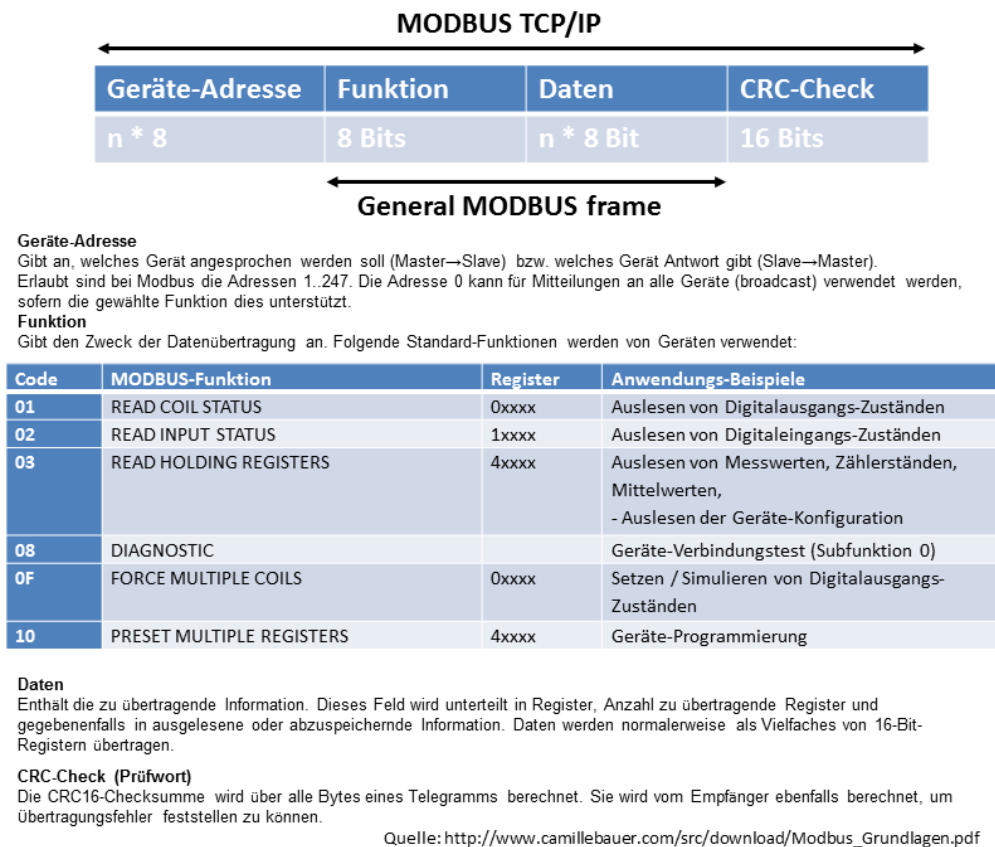 MODBUS TCP/IP
Geräte-Adresse Funktion Daten CRC-Check
n * 8 8 Bits n * 8 Bit 16 Bits
General MODBUS frame
Geräte-Adresse
Gibt an, welches Gerät angesprochen werden soll (Master→Slave) bzw. welches Gerät Antwort gibt (Slave→Master).
Erlaubt sind bei Modbus die Adressen 1..247. Die Adresse 0 kann für Mitteilungen an alle Geräte (broadcast) verwendet werden,
sofern die gewählte Funktion dies unterstützt.
Funktion
Gibt den Zweck der Datenübertragung an. Folgende Standard-Funktionen werden von Geräten verwendet:
Code MODBUS-Funktion Register Anwendungs-Beispiele
01 READ COIL STATUS 0xxxx Auslesen von Digitalausgangs-Zuständen
02 READ INPUT STATUS 1xxxx Auslesen von Digitaleingangs-Zuständen
03 READ HOLDING REGISTERS 4xxxx Auslesen von Messwerten, Zählerständen,
Mittelwerten,
- Auslesen der Geräte-Konfiguration
08 DIAGNOSTIC Geräte-Verbindungstest (Subfunktion 0)
0F FORCE MULTIPLE COILS 0xxxx Setzen / Simulieren von Digitalausgangs-
Zuständen
10 PRESET MULTIPLE REGISTERS 4xxxx Geräte-Programmierung
Daten
Enthält die zu übertragende Information. Dieses Feld wird unterteilt in Register, Anzahl zu übertragende Register und
gegebenenfalls in ausgelesene oder abzuspeichernde Information. Daten werden normalerweise als Vielfaches von 16-Bit-
Registern übertragen.
CRC-Check (Prüfwort)
Die CRC16-Checksumme wird über alle Bytes eines Telegramms berechnet. Sie wird vom Empfänger ebenfalls berechnet, um
Übertragungsfehler feststellen zu können.
Quelle: http://www.camillebauer.com/src/download/Modbus_Grundlagen.pdf